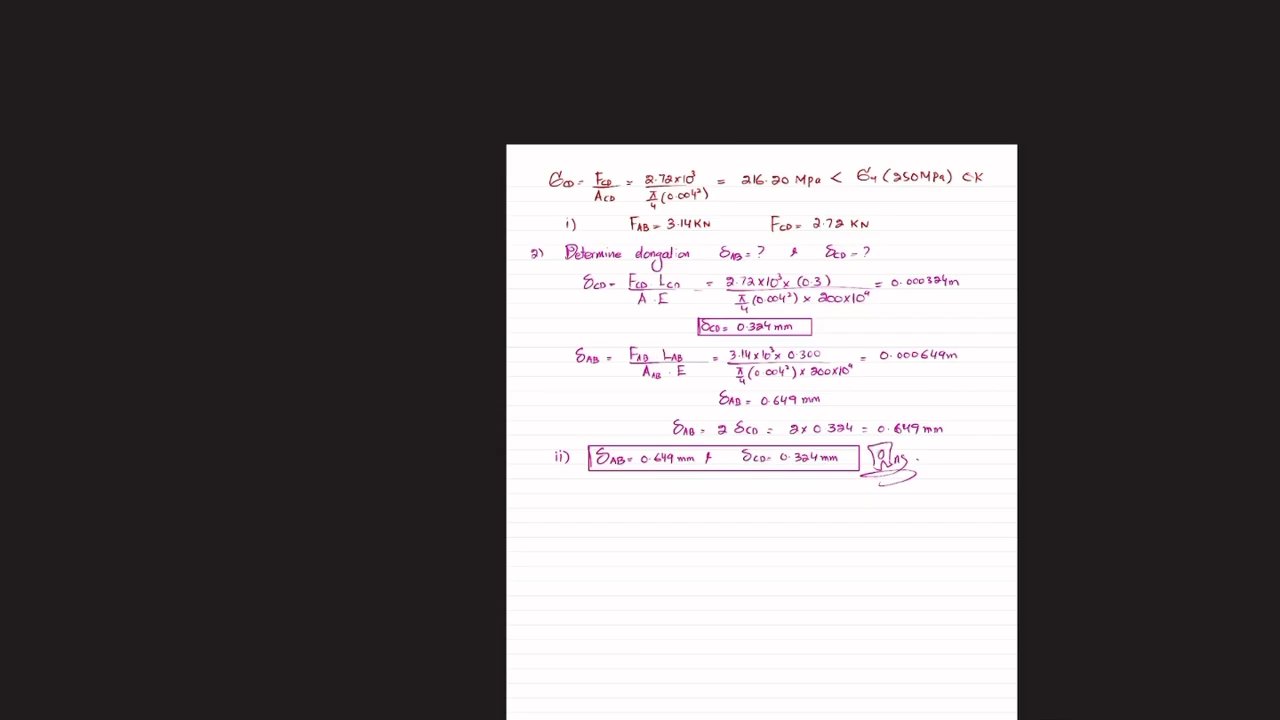 σCD = FCD/ACD = 2.72×10³ / π/4 (0.004²) = 216.20 Mpa < σy (250MPa) OK
i) FAB = 3.14 KN FCD = 2.72 KN
2) Determine elongation δAB = ? & δCD = ?
δCD = FCD LCD / A · E = 2.72×10³ × (0.3) / π/4 (0.004²) × 200×10⁹ = 0.000324m
δCD = 0.324 mm
δAB = FAB LAB / AAB · E = 3.14×10³ × 0.300 / π/4 (0.004²) × 200×10⁹ = 0.000649m
δAB = 0.649 mm
δAB = 2 δCD = 2 × 0.324 = 0.649 mm
ii) δAB = 0.649 mm & δCD = 0.324 mm Ans.